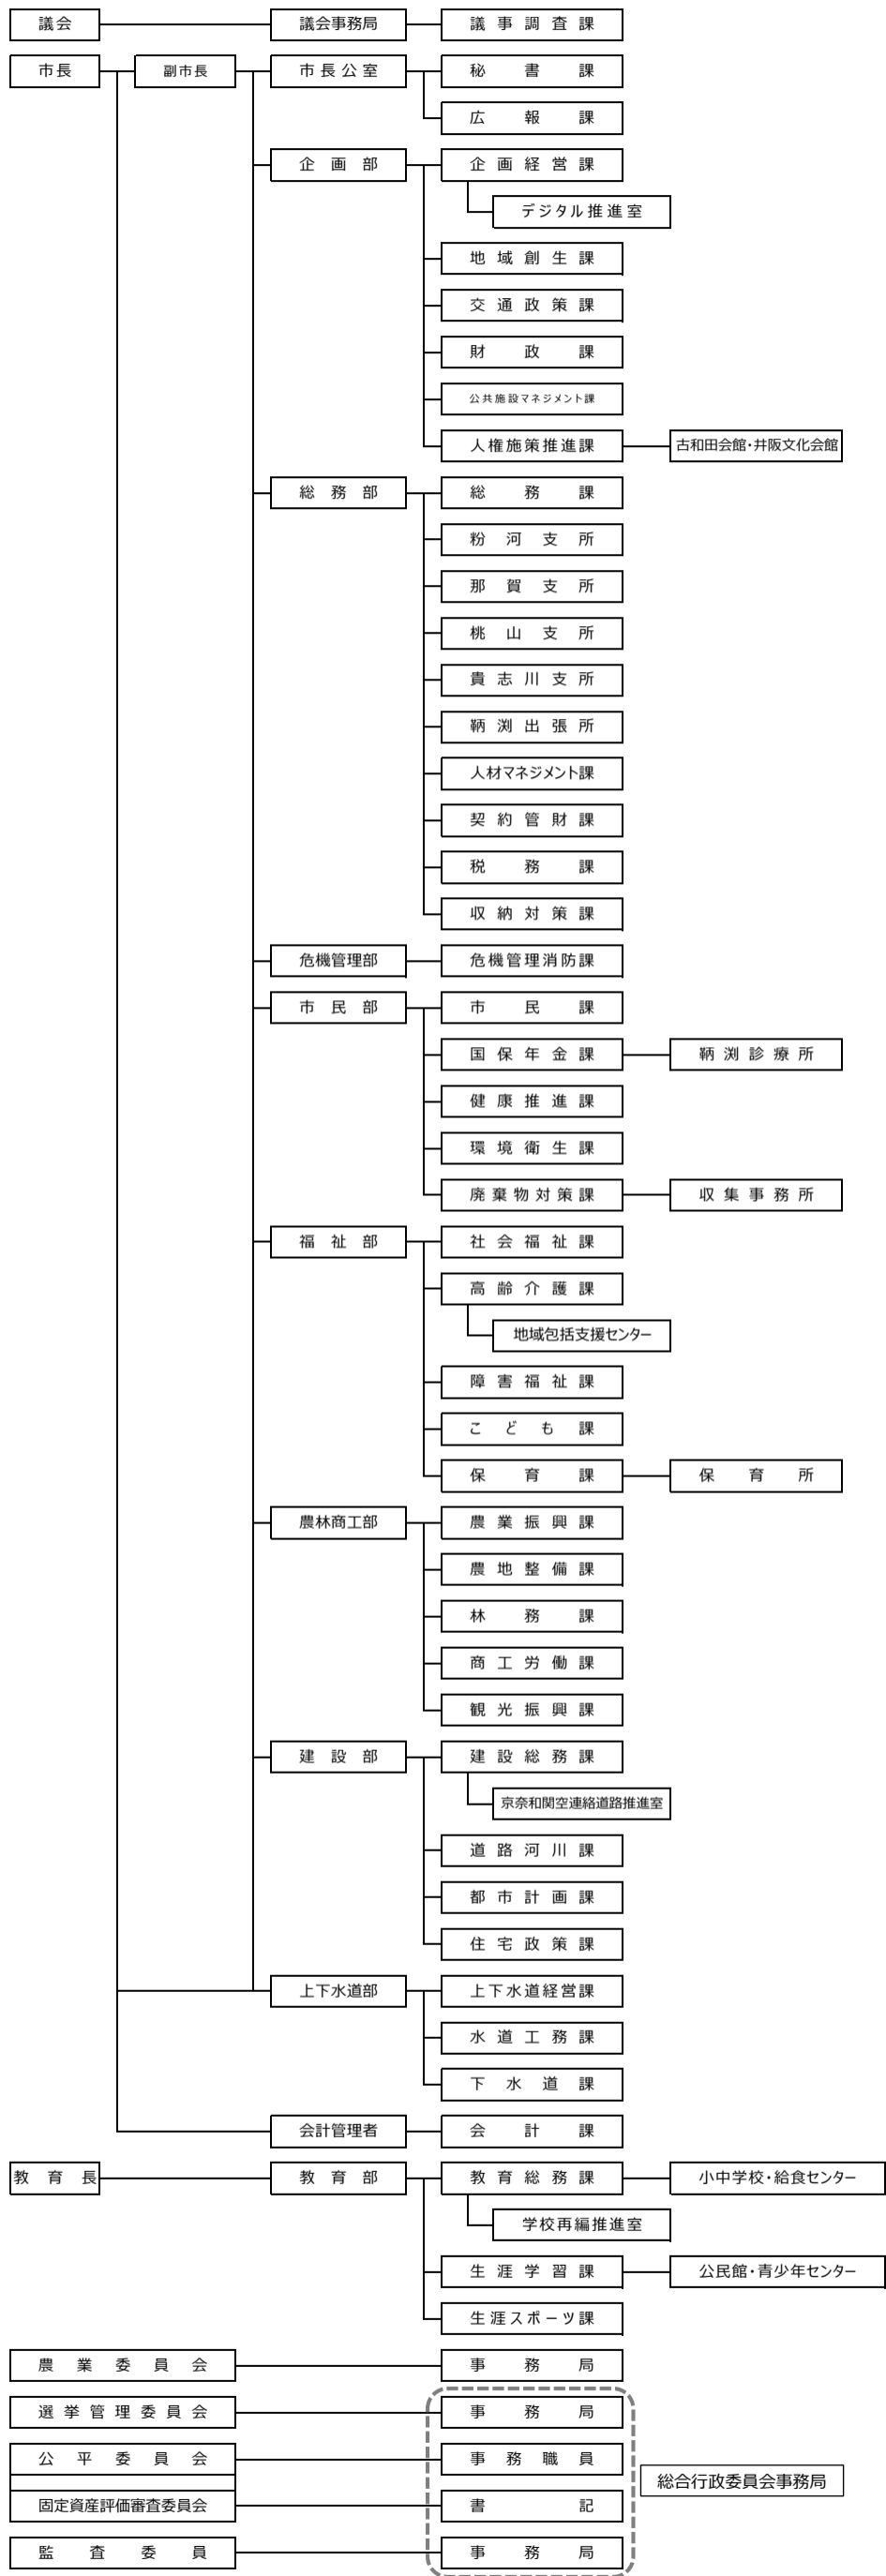 議会 議会事務局 議事調査課
市長 副市長 市長公室 秘書課
広報課
企画部 企画経営課
デジタル推進室
地域創生課
交通政策課
財政課
公共施設マネジメント課
人権施策推進課 古和田会館・井阪文化会館
総務部 総務課
粉河支所
那賀支所
桃山支所
貴志川支所
鞆渕出張所
人材マネジメント課
契約管財課
税務課
収納対策課
危機管理部 危機管理消防課
市民部 市民課
国保年金課 鞆渕診療所
健康推進課
環境衛生課
廃棄物対策課 収集事務所
福祉部 社会福祉課
高齢介護課
地域包括支援センター
障害福祉課
こども課
保育課 保育所
農林商工部 農業振興課
農地整備課
林務課
商工労働課
観光振興課
建設部 建設総務課
京奈和関空連絡道路推進室
道路河川課
都市計画課
住宅政策課
上下水道部 上下水道経営課
水道工務課
下水道課
会計管理者 会計課
教育長 教育部 教育総務課 小中学校・給食センター
学校再編推進室
生涯学習課 公民館・青少年センター
生涯スポーツ課
農業委員会 事務局
選挙管理委員会 事務局
公平委員会 事務職員
総合行政委員会事務局
固定資産評価審査委員会 書記
監査委員 事務局